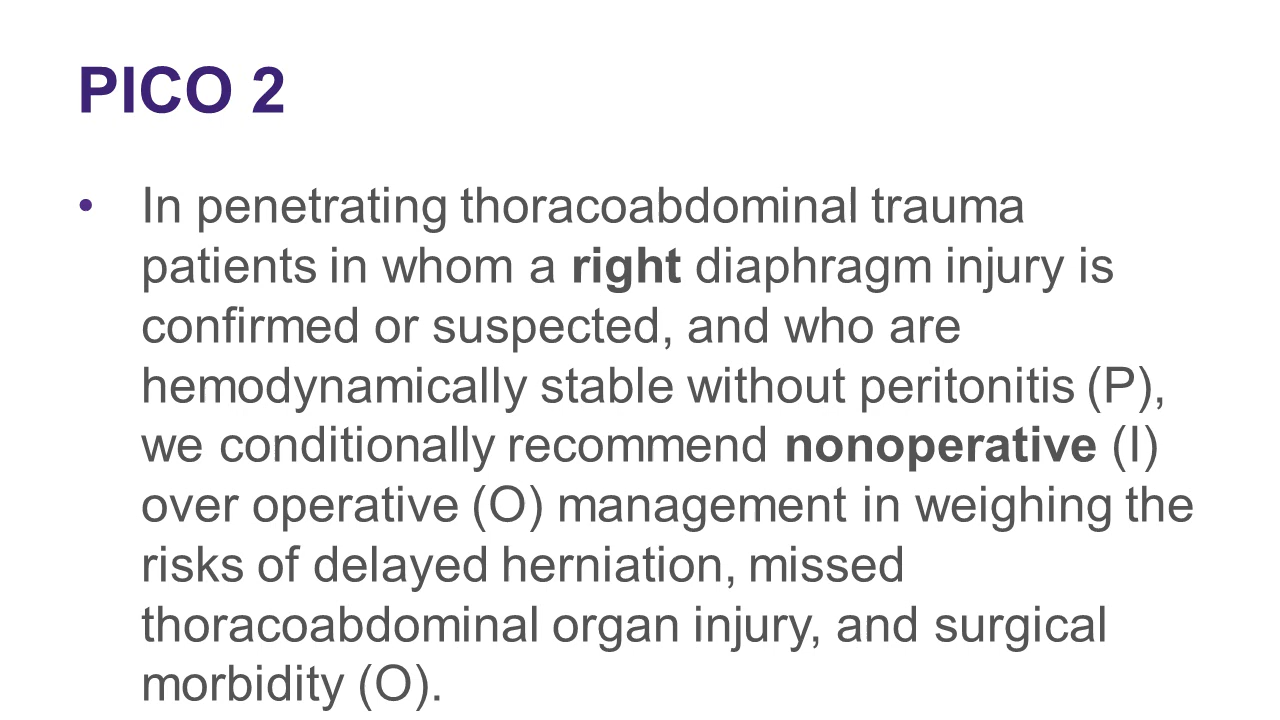 PICO 2
• In penetrating thoracoabdominal trauma
patients in whom a right diaphragm injury is
confirmed or suspected, and who are
hemodynamically stable without peritonitis (P),
we conditionally recommend nonoperative (I)
over operative (O) management in weighing the
risks of delayed herniation, missed
thoracoabdominal organ injury, and surgical
morbidity (O).